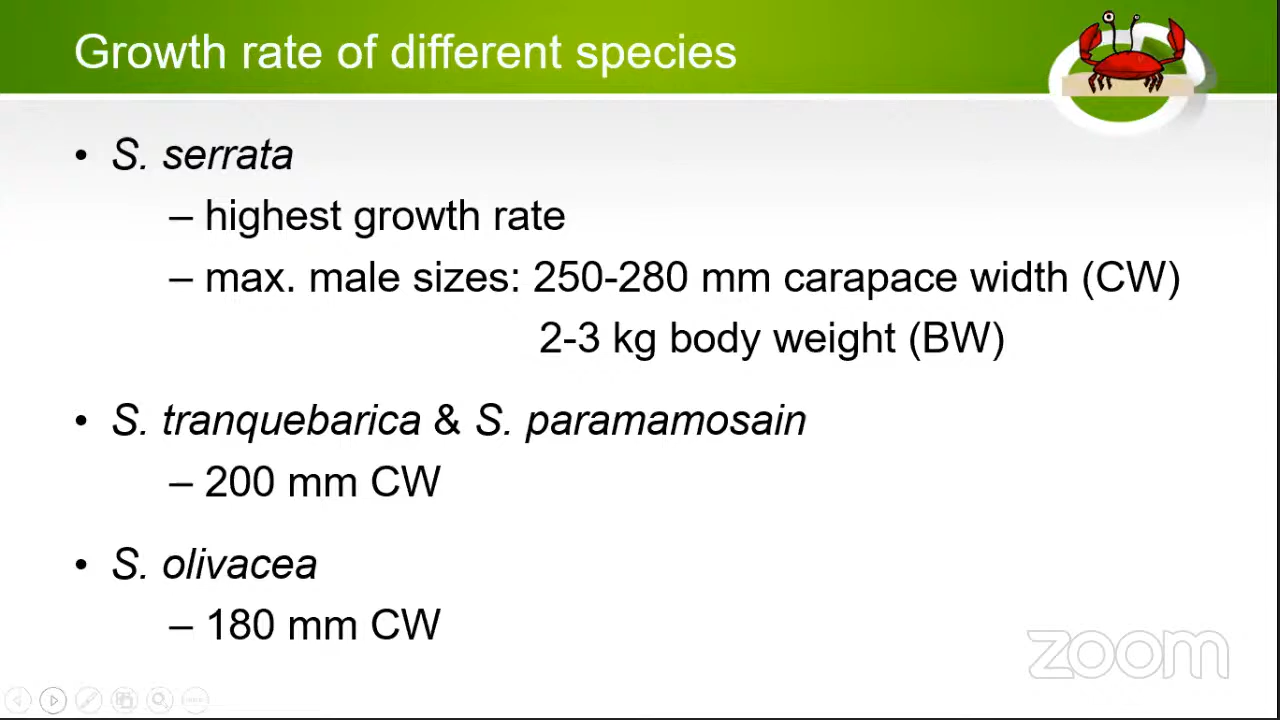 Growth rate of different species
• S. serrata
– highest growth rate
– max. male sizes: 250-280 mm carapace width (CW)
2-3 kg body weight (BW)
• S. tranquebarica & S. paramamosain
– 200 mm CW
• S. olivacea
– 180 mm CW
zoom